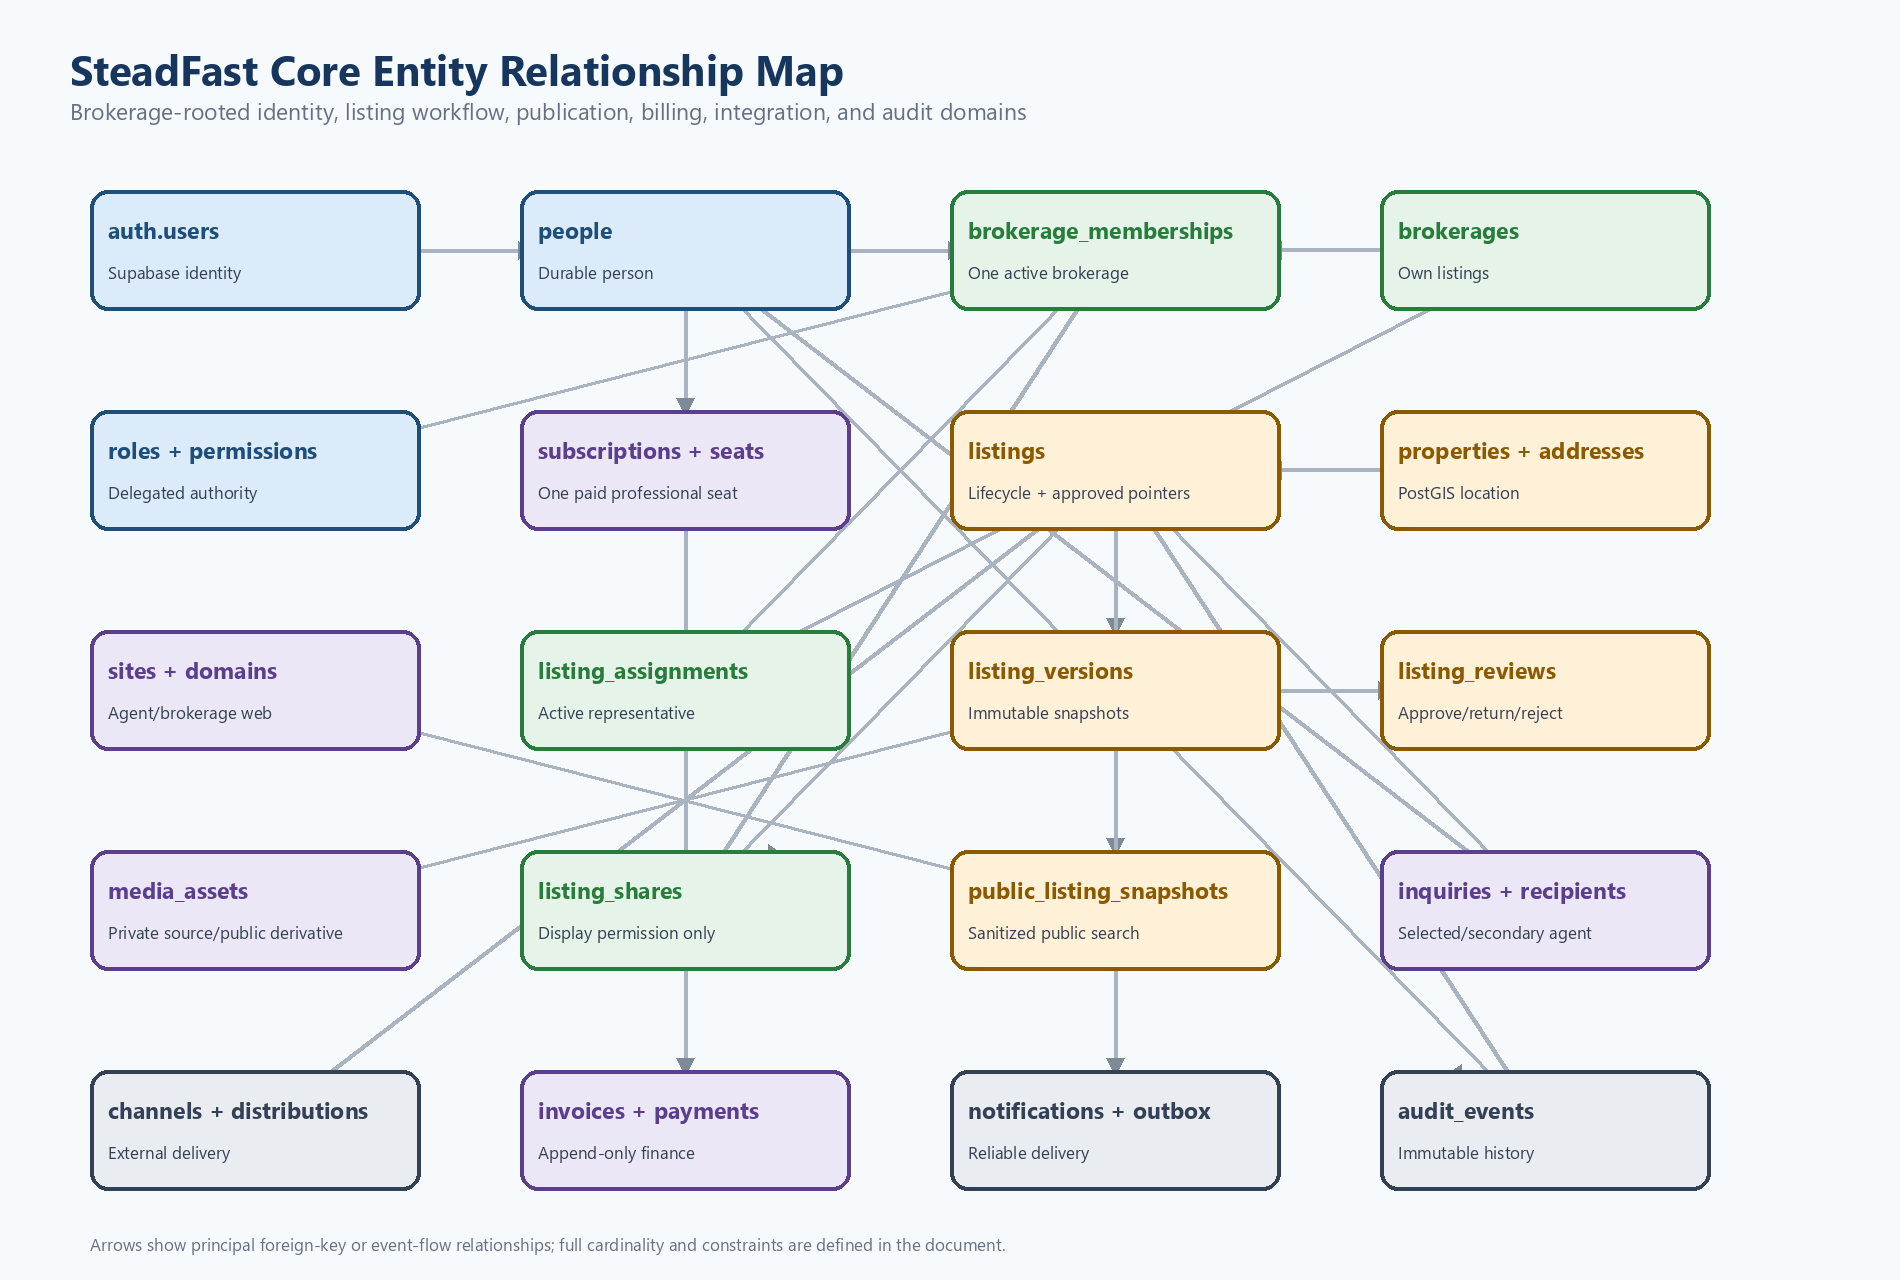 SteadFast Core Entity Relationship Map
Brokerage-rooted identity, listing workflow, publication, billing, integration, and audit domains
auth.users
Supabase identity
people
Durable person
brokerage_memberships
One active brokerage
brokerages
Own listings
roles + permissions
Delegated authority
subscriptions + seats
One paid professional seat
listings
Lifecycle + approved pointers
properties + addresses
PostGIS location
sites + domains
Agent/brokerage web
listing_assignments
Active representative
listing_versions
Immutable snapshots
listing_reviews
Approve/return/reject
media_assets
Private source/public derivative
listing_shares
Display permission only
public_listing_snapshots
Sanitized public search
inquiries + recipients
Selected/secondary agent
channels + distributions
External delivery
invoices + payments
Append-only finance
notifications + outbox
Reliable delivery
audit_events
Immutable history
Arrows show principal foreign-key or event-flow relationships; full cardinality and constraints are defined in the document.